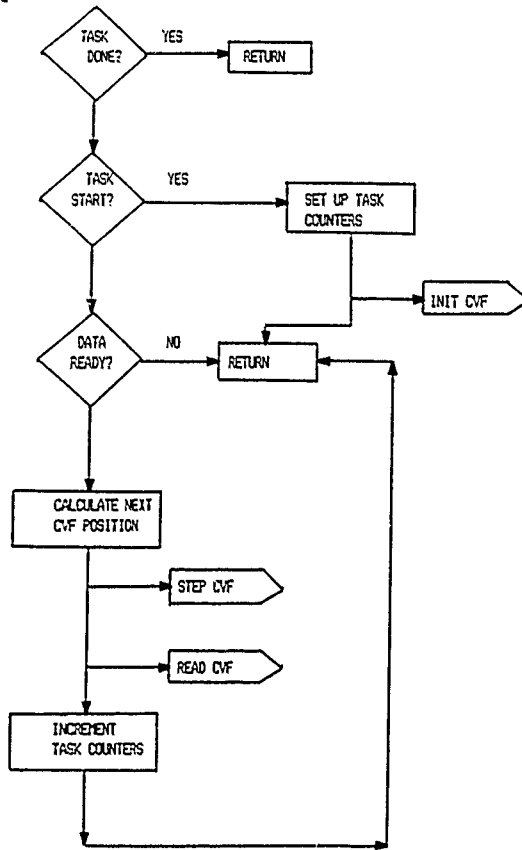 TASK
DONE?
YES
RETURN
TASK
START?
YES
SET UP TASK
COUNTERS
INIT CVF
DATA
READY?
NO
RETURN
CALCULATE NEXT
CVF POSITION
STEP CVF
READ CVF
INCREMENT
TASK COUNTERS